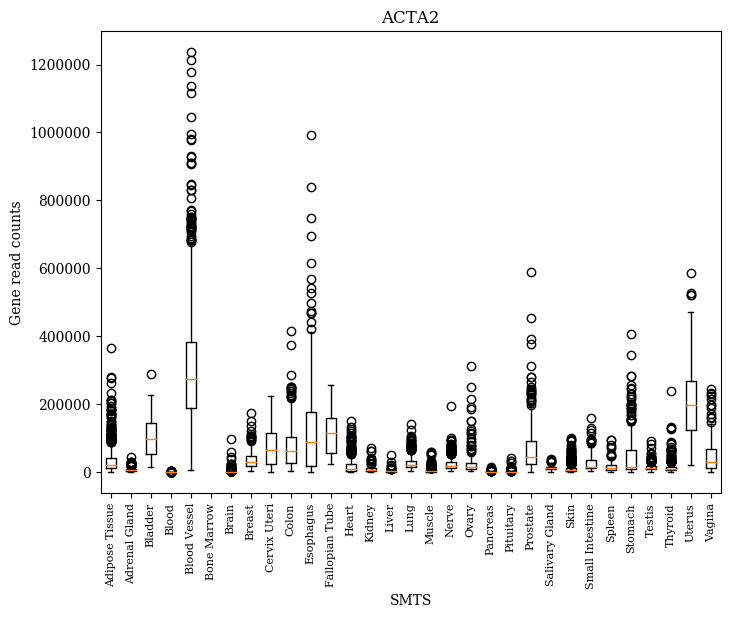 ACTA2
Gene read counts
1200000
1000000
800000
600000
400000
200000
0
Adipose Tissue
Adrenal Gland
Bladder
Blood
Blood Vessel
Bone Marrow
Brain
Breast
Cervix Uteri
Colon
Esophagus
Fallopian Tube
Heart
Kidney
Liver
Lung
Muscle
Nerve
Ovary
Pancreas
Pituitary
Prostate
Salivary Gland
Skin
Small Intestine
Spleen
Stomach
Testis
Thyroid
Uterus
Vagina
SMTS